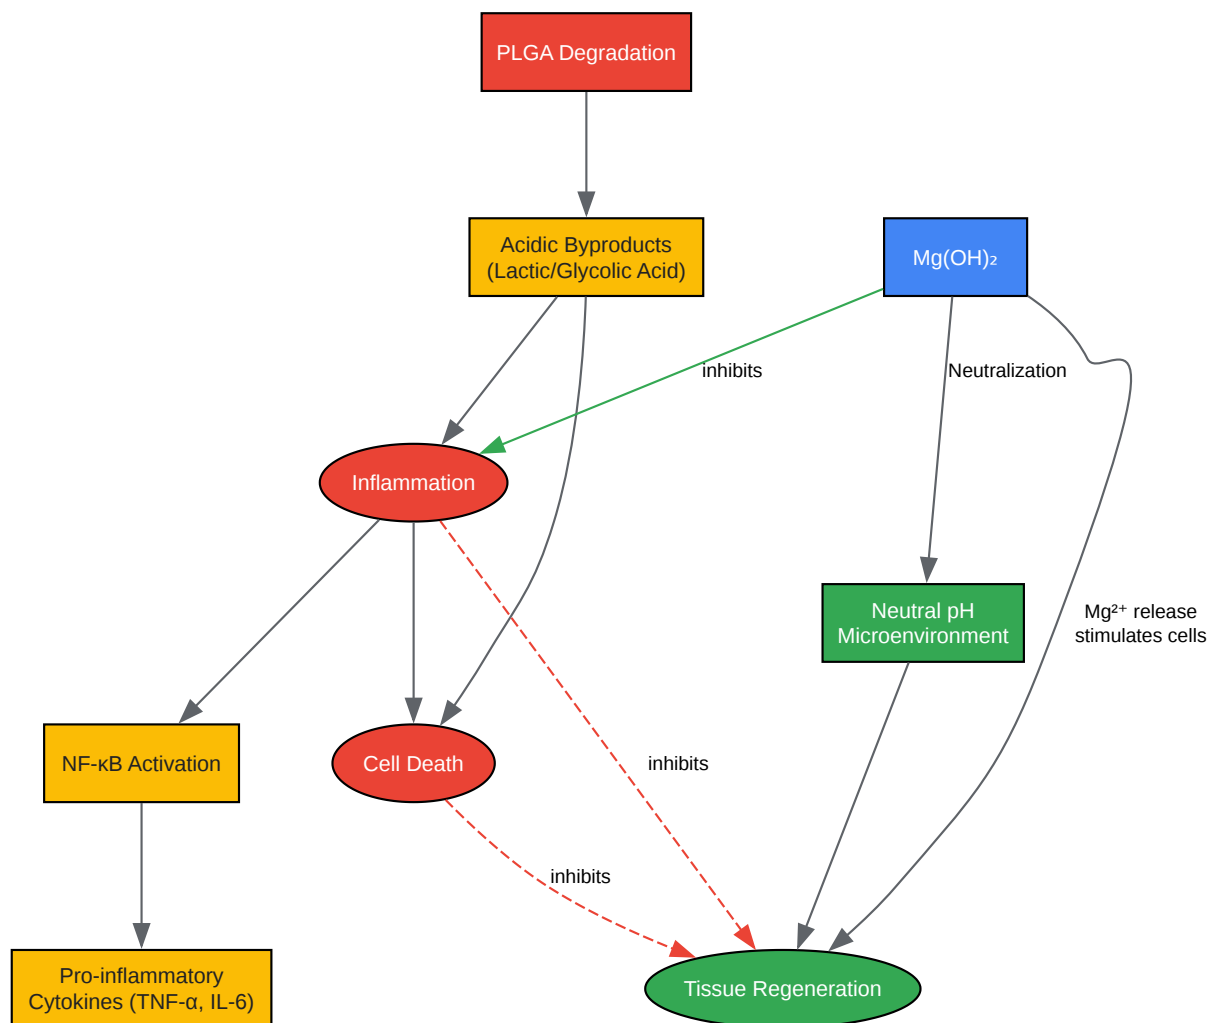 PLGA Degradation
Acidic Byproducts
(Lactic/Glycolic Acid)
Mg(OH)₂
inhibits
Neutralization
Inflammation
Neutral pH
Microenvironment
Mg²⁺ release
stimulates cells
NF-κB Activation
Cell Death
inhibits
inhibits
Pro-inflammatory
Cytokines (TNF-α, IL-6)
Tissue Regeneration